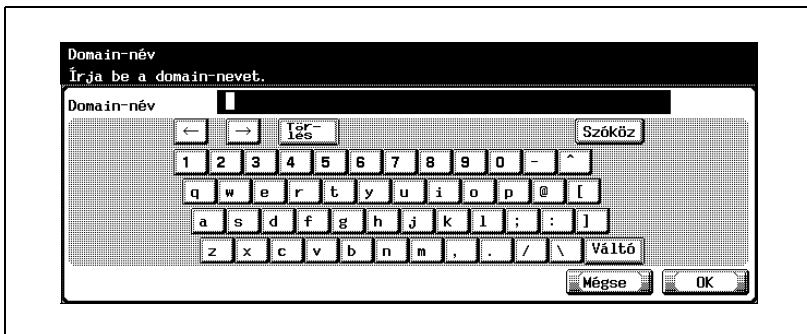 Domain-név
Írja be a domain-nevet.
Domain-név
← → Tör-lés Szóköz
1 2 3 4 5 6 7 8 9 0 - ^
q w e r t y u i o p @ [
a s d f g h j k l ; : ]
z x c v b n m , . / \ Váltó
Mégse OK